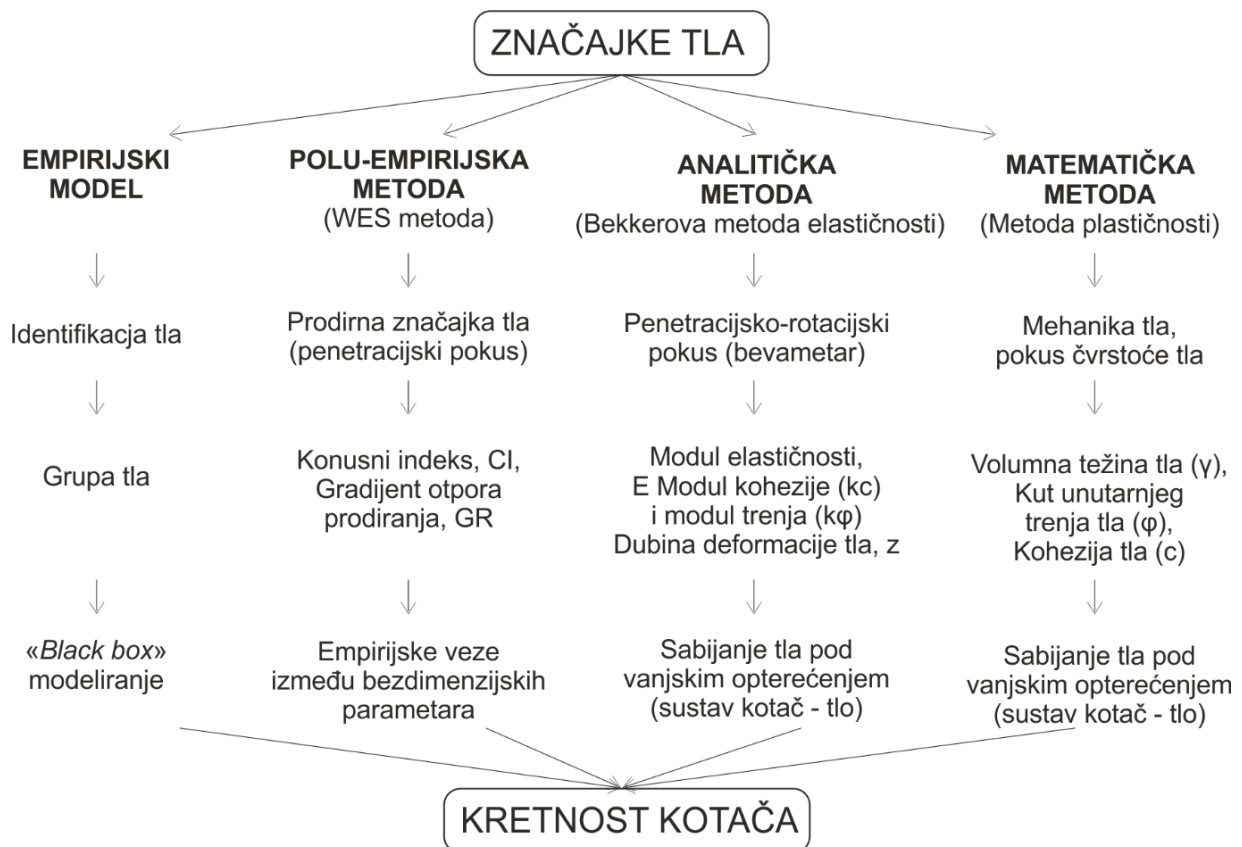 ZNAČAJKE TLA
EMPIRIJSKI
MODEL
POLU-EMPIRIJSKA
METODA
(WES metoda)
ANALITIČKA
METODA
(Bekkerova metoda elastičnosti)
MATEMATIČKA
METODA
(Metoda plastičnosti)
Identifikacja tla
Prodirna značajka tla
(penetracijski pokus)
Penetracijsko-rotacijski
pokus (bevametar)
Mehanika tla,
pokus čvrstoće tla
Grupa tla
Konusni indeks, CI,
Gradijent otpora
prodiranja, GR
Modul elastičnosti,
E Modul kohezije (kc)
i modul trenja (kφ)
Dubina deformacije tla, z
Volumna težina tla (γ),
Kut unutarnjeg
trenja tla (φ),
Kohezija tla (c)
«Black box»
modeliranje
Empirijske veze
između bezdimenzijskih
parametara
Sabijanje tla pod
vanjskim opterećenjem
(sustav kotač - tlo)
Sabijanje tla pod
vanjskim opterećenjem
(sustav kotač - tlo)
KRETNOST KOTAČA